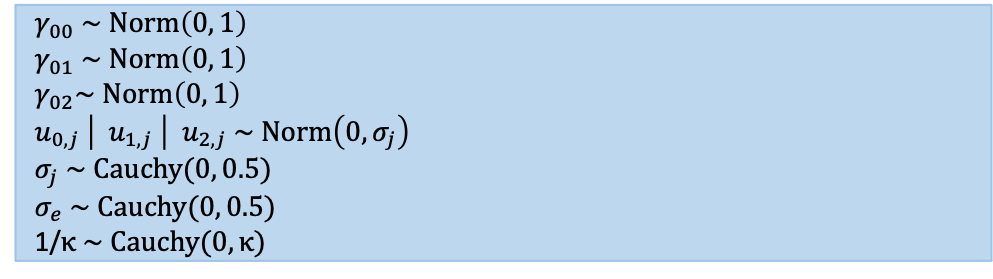 γ₀₀ ~ Norm(0, 1)
γ₀₁ ~ Norm(0, 1)
γ₀₂~ Norm(0, 1)
u₀,ⱼ | u₁,ⱼ | u₂,ⱼ ~ Norm(0, σⱼ)
σⱼ ~ Cauchy(0, 0.5)
σₑ ~ Cauchy(0, 0.5)
1/κ ~ Cauchy(0, κ)